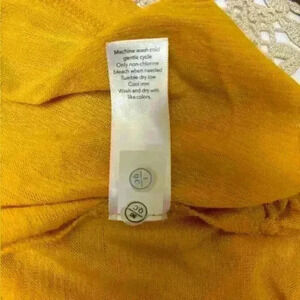 Machine wash cold
gentle cycle
Only non-chlorine
bleach when needed
Tumble dry low
Cool iron
Wash and dry with
like colors.
QC